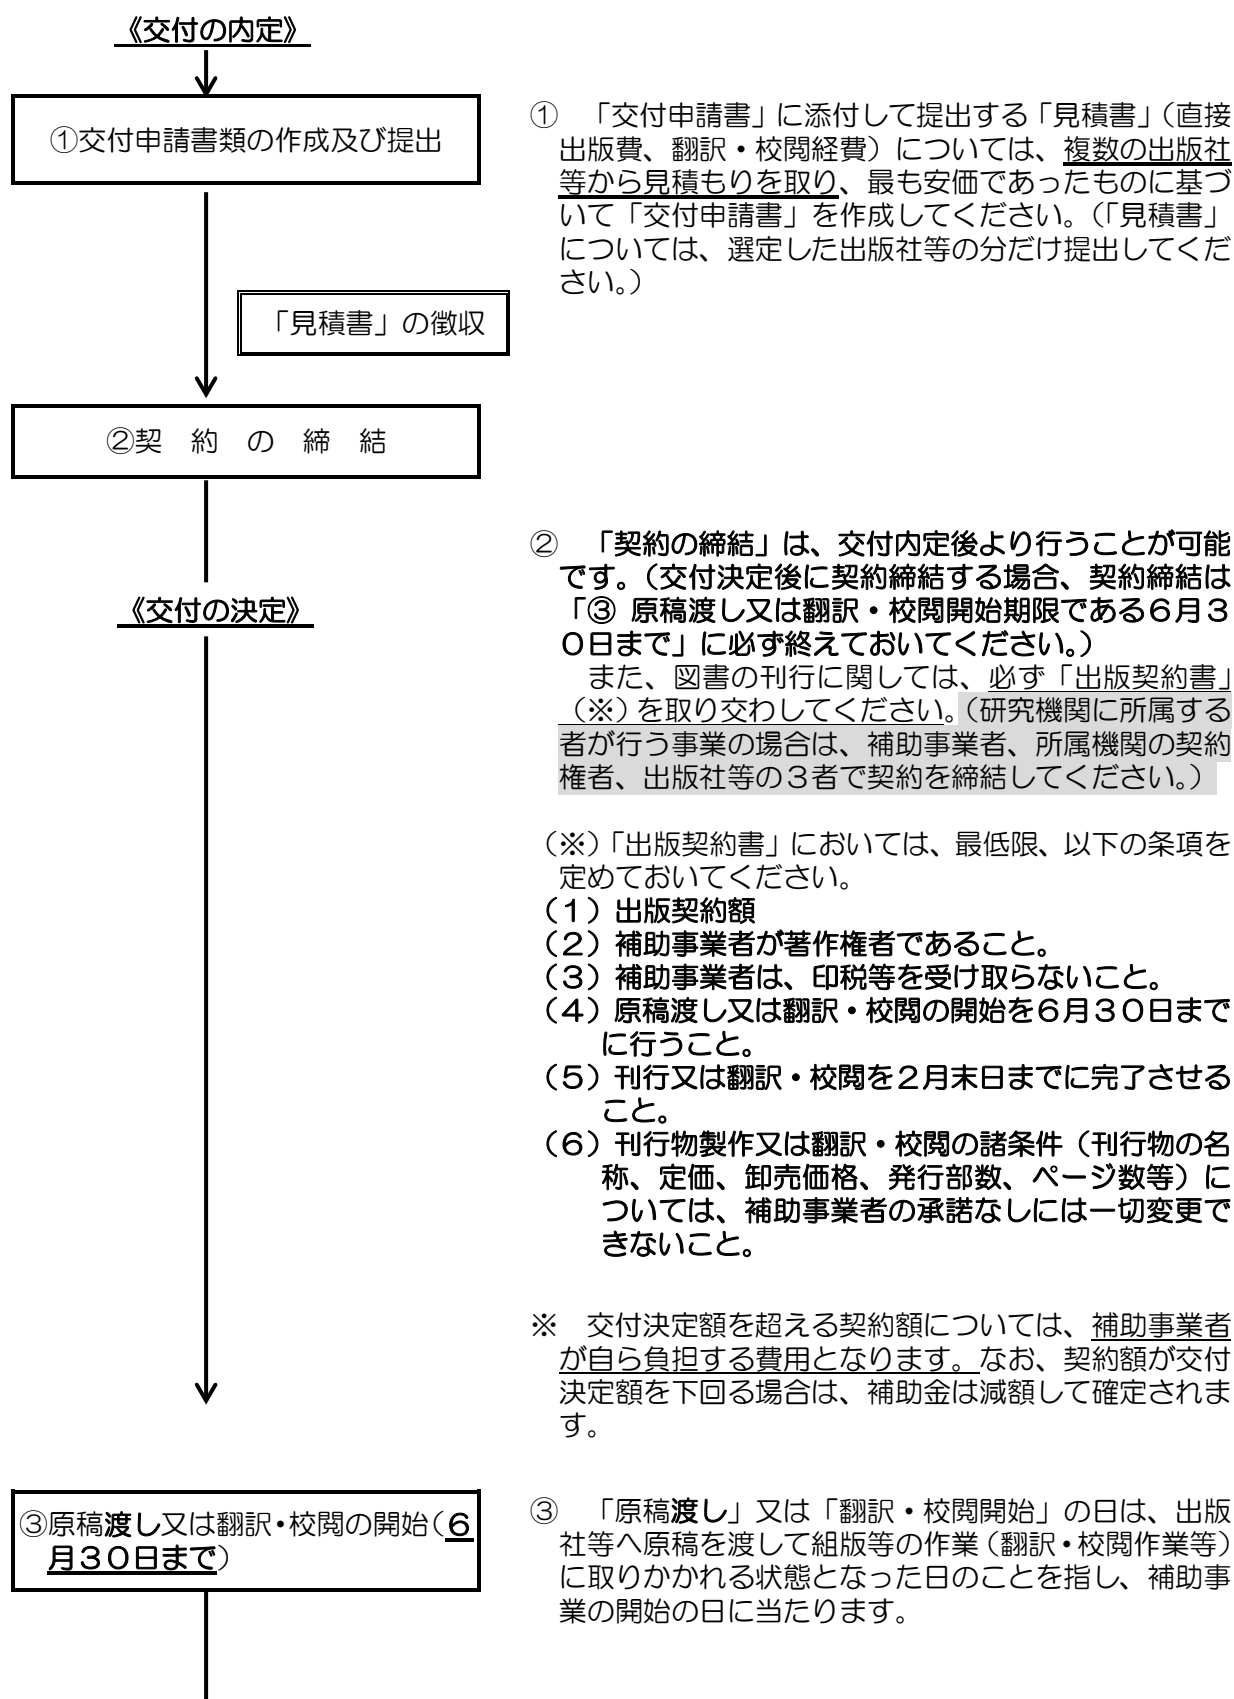 《交付の内定》
①交付申請書類の作成及び提出
「見積書」の徴収
②契　約　の　締　結
《交付の決定》
③原稿渡し又は翻訳・校閲の開始（６
月３０日まで）
①　「交付申請書」に添付して提出する「見積書」（直接
出版費、翻訳・校閲経費）については、複数の出版社
等から見積もりを取り、最も安価であったものに基づ
いて「交付申請書」を作成してください。（「見積書」
については、選定した出版社等の分だけ提出してくだ
さい。）
②　「契約の締結」は、交付内定後より行うことが可能
です。（交付決定後に契約締結する場合、契約締結は
「③ 原稿渡し又は翻訳・校閲開始期限である６月３
０日まで」に必ず終えておいてください。）
また、図書の刊行に関しては、必ず「出版契約書」
（※）を取り交わしてください。（研究機関に所属する
者が行う事業の場合は、補助事業者、所属機関の契約
権者、出版社等の３者で契約を締結してください。）
（※）「出版契約書」においては、最低限、以下の条項を
定めておいてください。
（１）出版契約額
（２）補助事業者が著作権者であること。
（３）補助事業者は、印税等を受け取らないこと。
（４）原稿渡し又は翻訳・校閲の開始を６月３０日まで
に行うこと。
（５）刊行又は翻訳・校閲を２月末日までに完了させる
こと。
（６）刊行物製作又は翻訳・校閲の諸条件（刊行物の名
称、定価、卸売価格、発行部数、ページ数等）に
ついては、補助事業者の承諾なしには一切変更で
きないこと。
※　交付決定額を超える契約額については、補助事業者
が自ら負担する費用となります。なお、契約額が交付
決定額を下回る場合は、補助金は減額して確定されま
す。
③　「原稿渡し」又は「翻訳・校閲開始」の日は、出版
社等へ原稿を渡して組版等の作業（翻訳・校閲作業等）
に取りかかれる状態となった日のことを指し、補助事
業の開始の日に当たります。